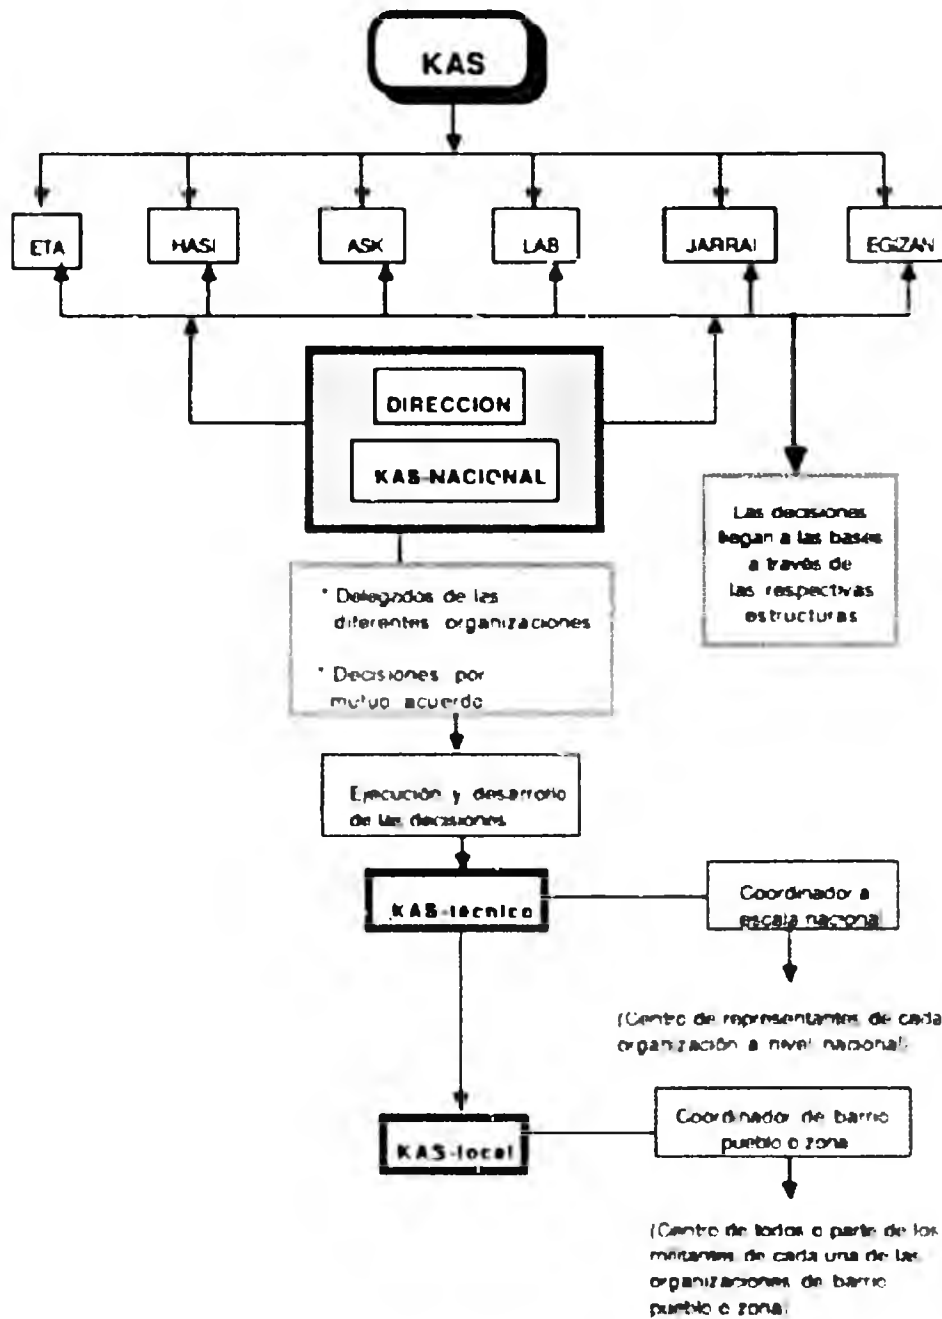 KAS
ETA
HASI
ASK
LAB
JARRAI
EGIZAN
DIRECCION
KAS-NACIONAL
Las decisiones
llegan a las bases
a través de
las respectivas
estructuras
* Delegados de las
diferentes organizaciones
* Decisiones por
mutuo acuerdo
Ejecución y desarrollo
de las decisiones
KAS-técnico
Coordinador a
escala nacional
(Centro de representantes de cada
organización a nivel nacional)
KAS-local
Coordinador de barrio
pueblo o zona
(Centro de todos o parte de los
militantes de cada una de las
organizaciones de barrio
pueblo o zona)